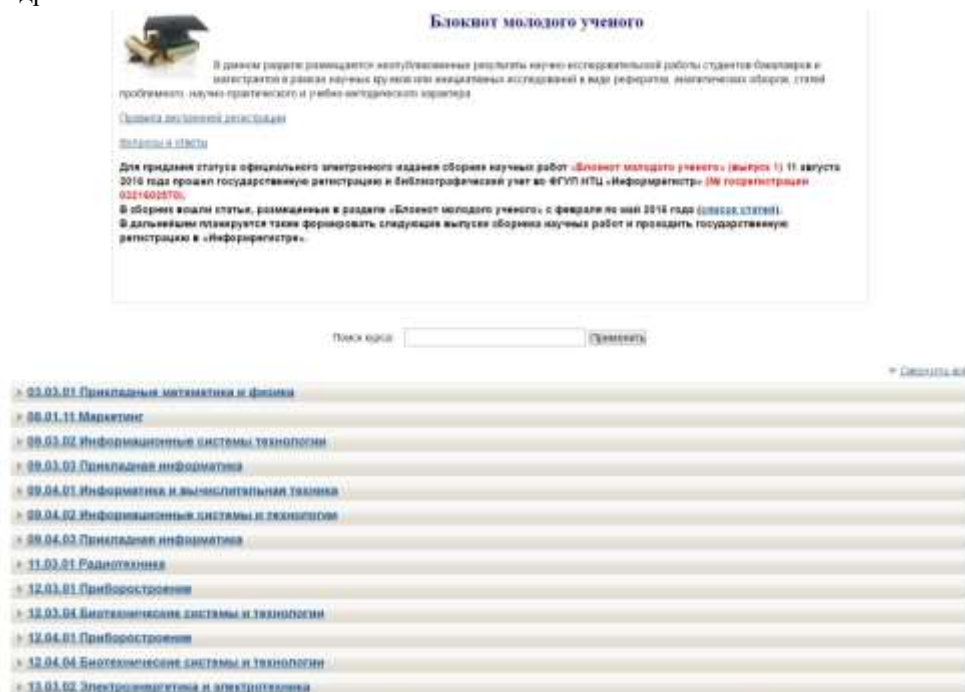 Блокнот молодого ученого
В данном разделе размещаются неопубликованные результаты научно-исследовательской работы студентов бакалавров и
магистрантов в рамках научных кружков или инициативных исследований в виде рефератов, аналитических обзоров, статей
проблемного, научно-практического и учебно-методического характера.
Правила дистанционной регистрации
Вопросы и ответы
Для придания статуса официального электронного издания сборник научных работ «Блокнот молодого ученого» (выпуск 1) 11 августа
2016 года прошел государственную регистрацию и библиографический учет во ФГУП НТЦ «Информрегистр» (№ госрегистрации
0321602570).
В сборник вошли статьи, размещенные в разделе «Блокнот молодого ученого» с февраля по май 2016 года (список статей).
В дальнейшем планируется также формировать следующие выпуски сборника научных работ и проходить государственную
регистрацию в «Информрегистре».
Поиск курса: Применить
Свернуть всё
03.03.01 Прикладные математика и физика
08.01.11 Маркетинг
09.03.02 Информационные системы технологии
09.03.03 Прикладная информатика
09.04.01 Информатика и вычислительная техника
09.04.02 Информационные системы и технологии
09.04.03 Прикладная информатика
11.03.01 Радиотехника
12.03.01 Приборостроение
12.03.04 Биотехнические системы и технологии
12.04.01 Приборостроение
12.04.04 Биотехнические системы и технологии
13.03.02 Электроэнергетика и электротехника